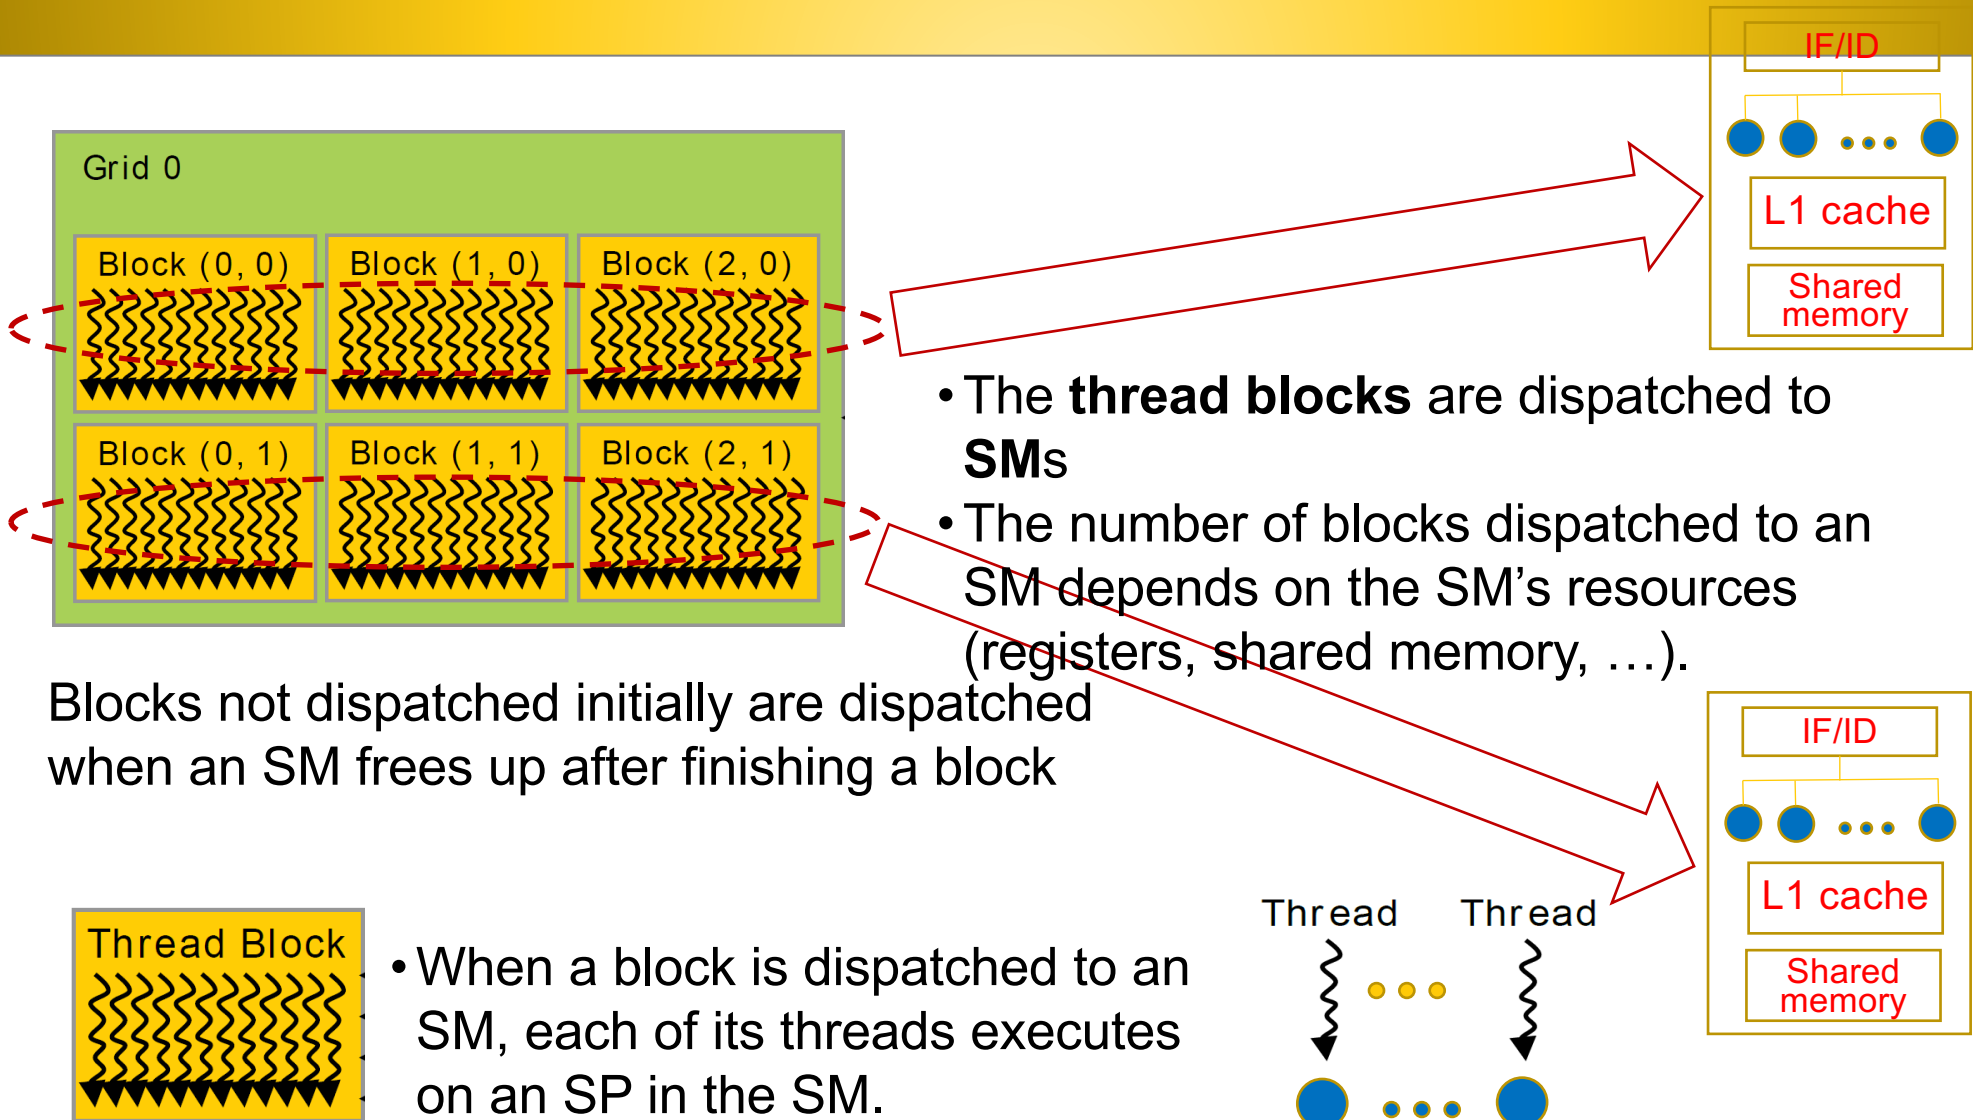 IF/ID
L1 cache
Shared
memory
Grid 0
Block (0, 0)
Block (1, 0)
Block (2, 0)
Block (0, 1)
Block (1, 1)
Block (2, 1)
• The thread blocks are dispatched to
SMs
• The number of blocks dispatched to an
SM depends on the SM’s resources
(registers, shared memory, …).
Blocks not dispatched initially are dispatched
when an SM frees up after finishing a block
IF/ID
L1 cache
Shared
memory
Thread Block
• When a block is dispatched to an
SM, each of its threads executes
on an SP in the SM.
Thread
Thread